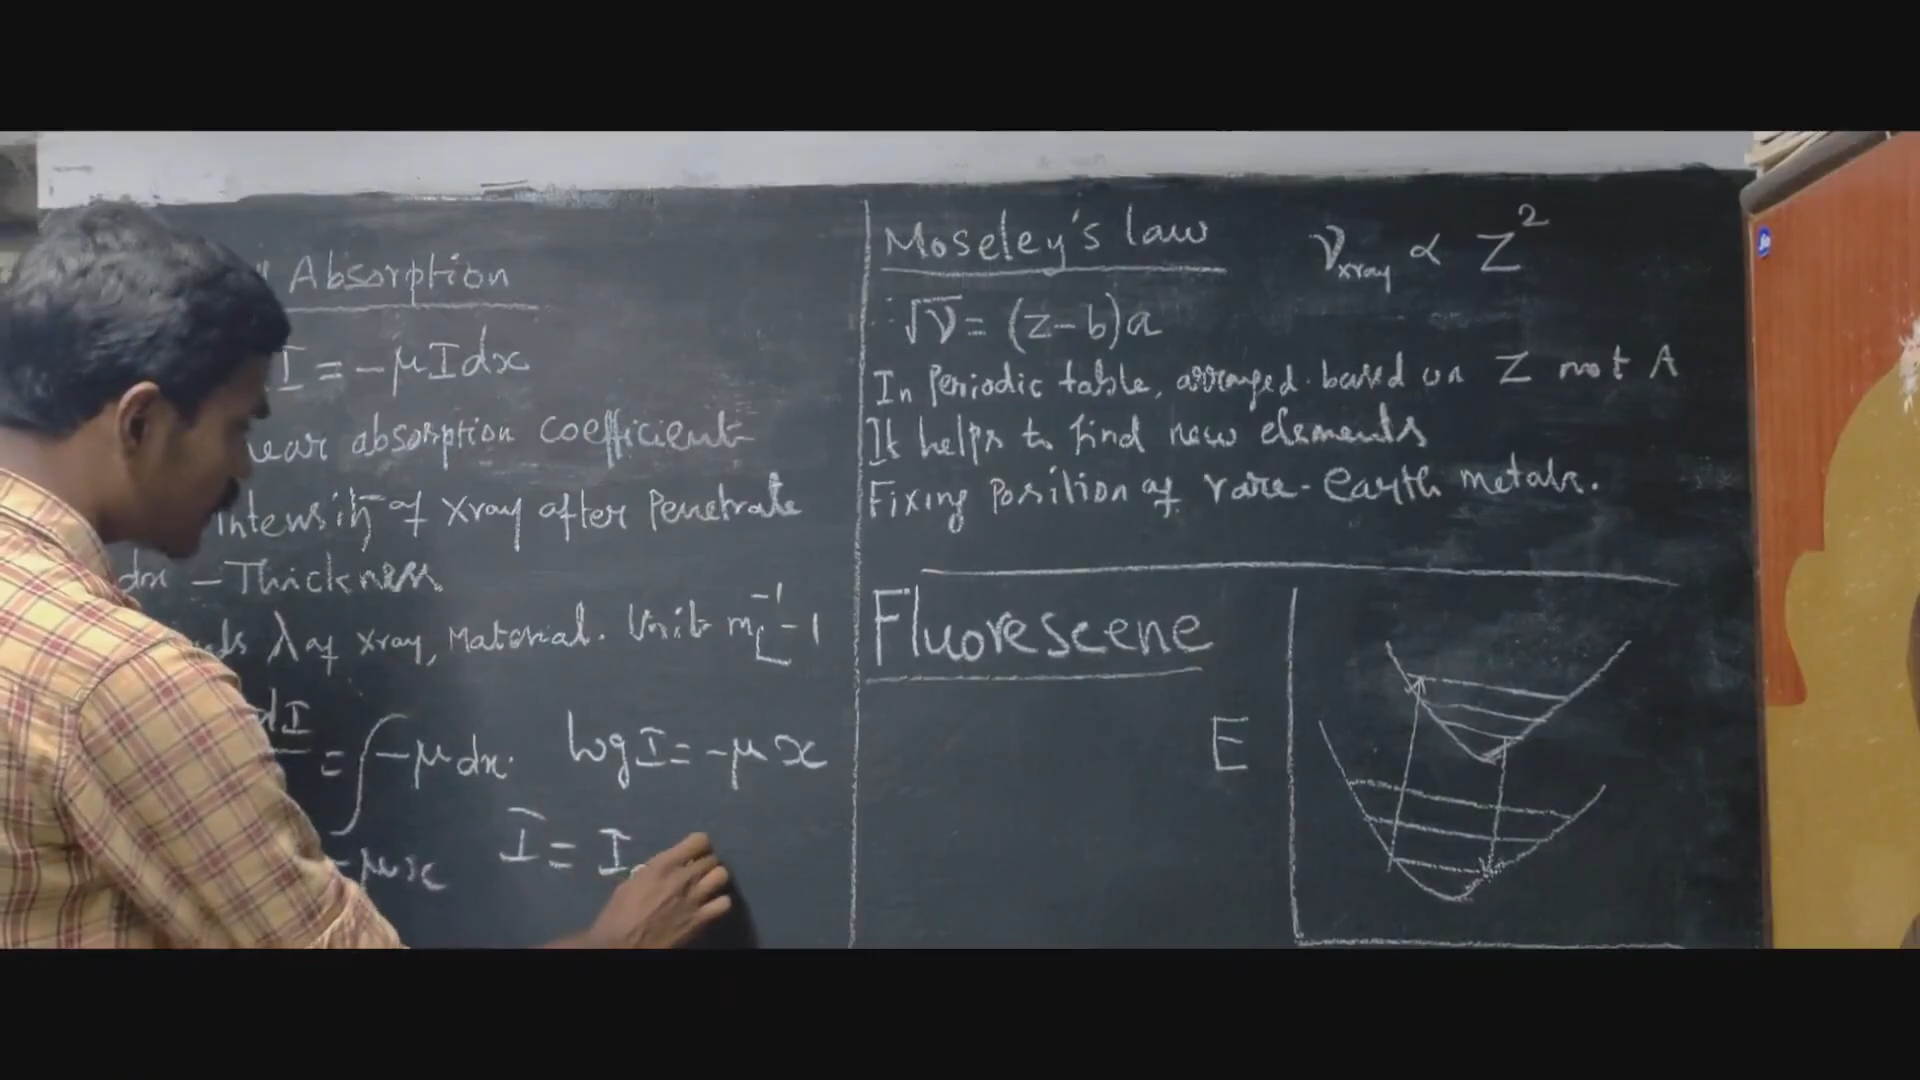 Absorption
I = -μIdx
near absorption coefficient
intensity of xray after Penetrate
dx - Thickness
λ of xray, Material. Unit m⁻¹ L-1
dI = ∫-μdx. log I = -μx
-μx I = I
Moseley's law ν xray ∝ Z²
∴ √ν = (z-b)a
In Periodic table, arranged based on Z not A
It helps to find new elements
Fixing Position of rare-earth metals.
Fluorescene
E